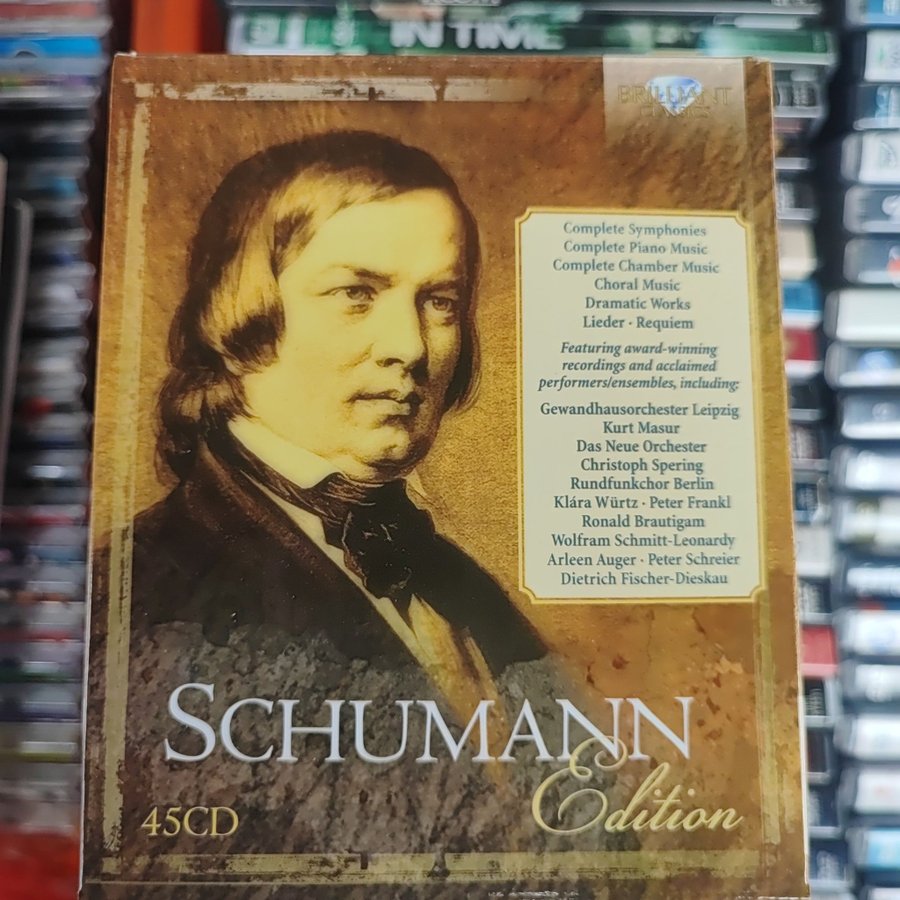 IN TIME
BRILLIANT
CLASSICS
Complete Symphonies
Complete Piano Music
Complete Chamber Music
Choral Music
Dramatic Works
Lieder · Requiem
Featuring award-winning
recordings and acclaimed
performers/ensembles, including:
Gewandhausorchester Leipzig
Kurt Masur
Das Neue Orchester
Christoph Spering
Rundfunkchor Berlin
Klára Würtz · Peter Frankl
Ronald Brautigam
Wolfram Schmitt-Leonardy
Arleen Auger · Peter Schreier
Dietrich Fischer-Dieskau
SCHUMANN
Edition
45CD